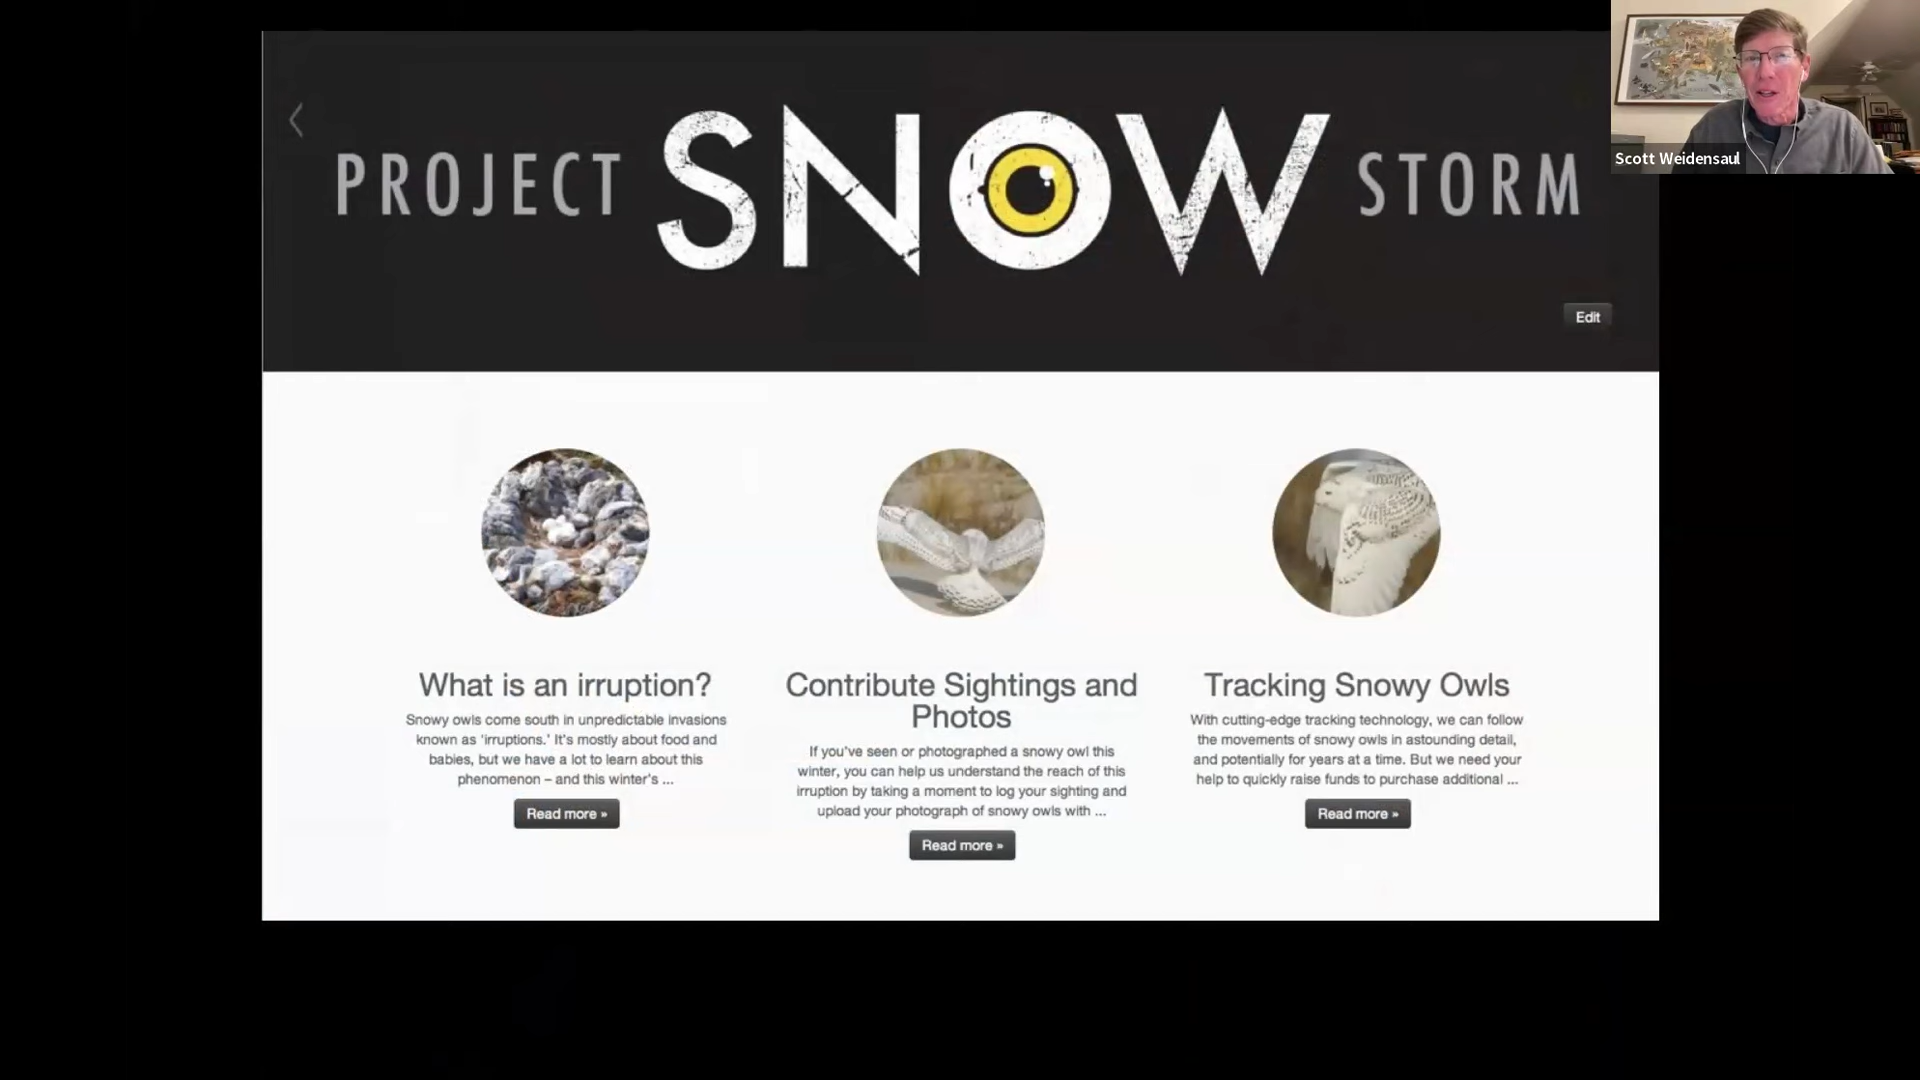 PROJECT SNOW STORM
Scott Weidensaul
Edit
What is an irruption?
Snowy owls come south in unpredictable invasions
known as ‘irruptions.’ It’s mostly about food and
babies, but we have a lot to learn about this
phenomenon – and this winter’s ...
Read more »
Contribute Sightings and
Photos
If you’ve seen or photographed a snowy owl this
winter, you can help us understand the reach of this
irruption by taking a moment to log your sighting and
upload your photograph of snowy owls with ...
Read more »
Tracking Snowy Owls
With cutting-edge tracking technology, we can follow
the movements of snowy owls in astounding detail,
and potentially for years at a time. But we need your
help to quickly raise funds to purchase additional ...
Read more »